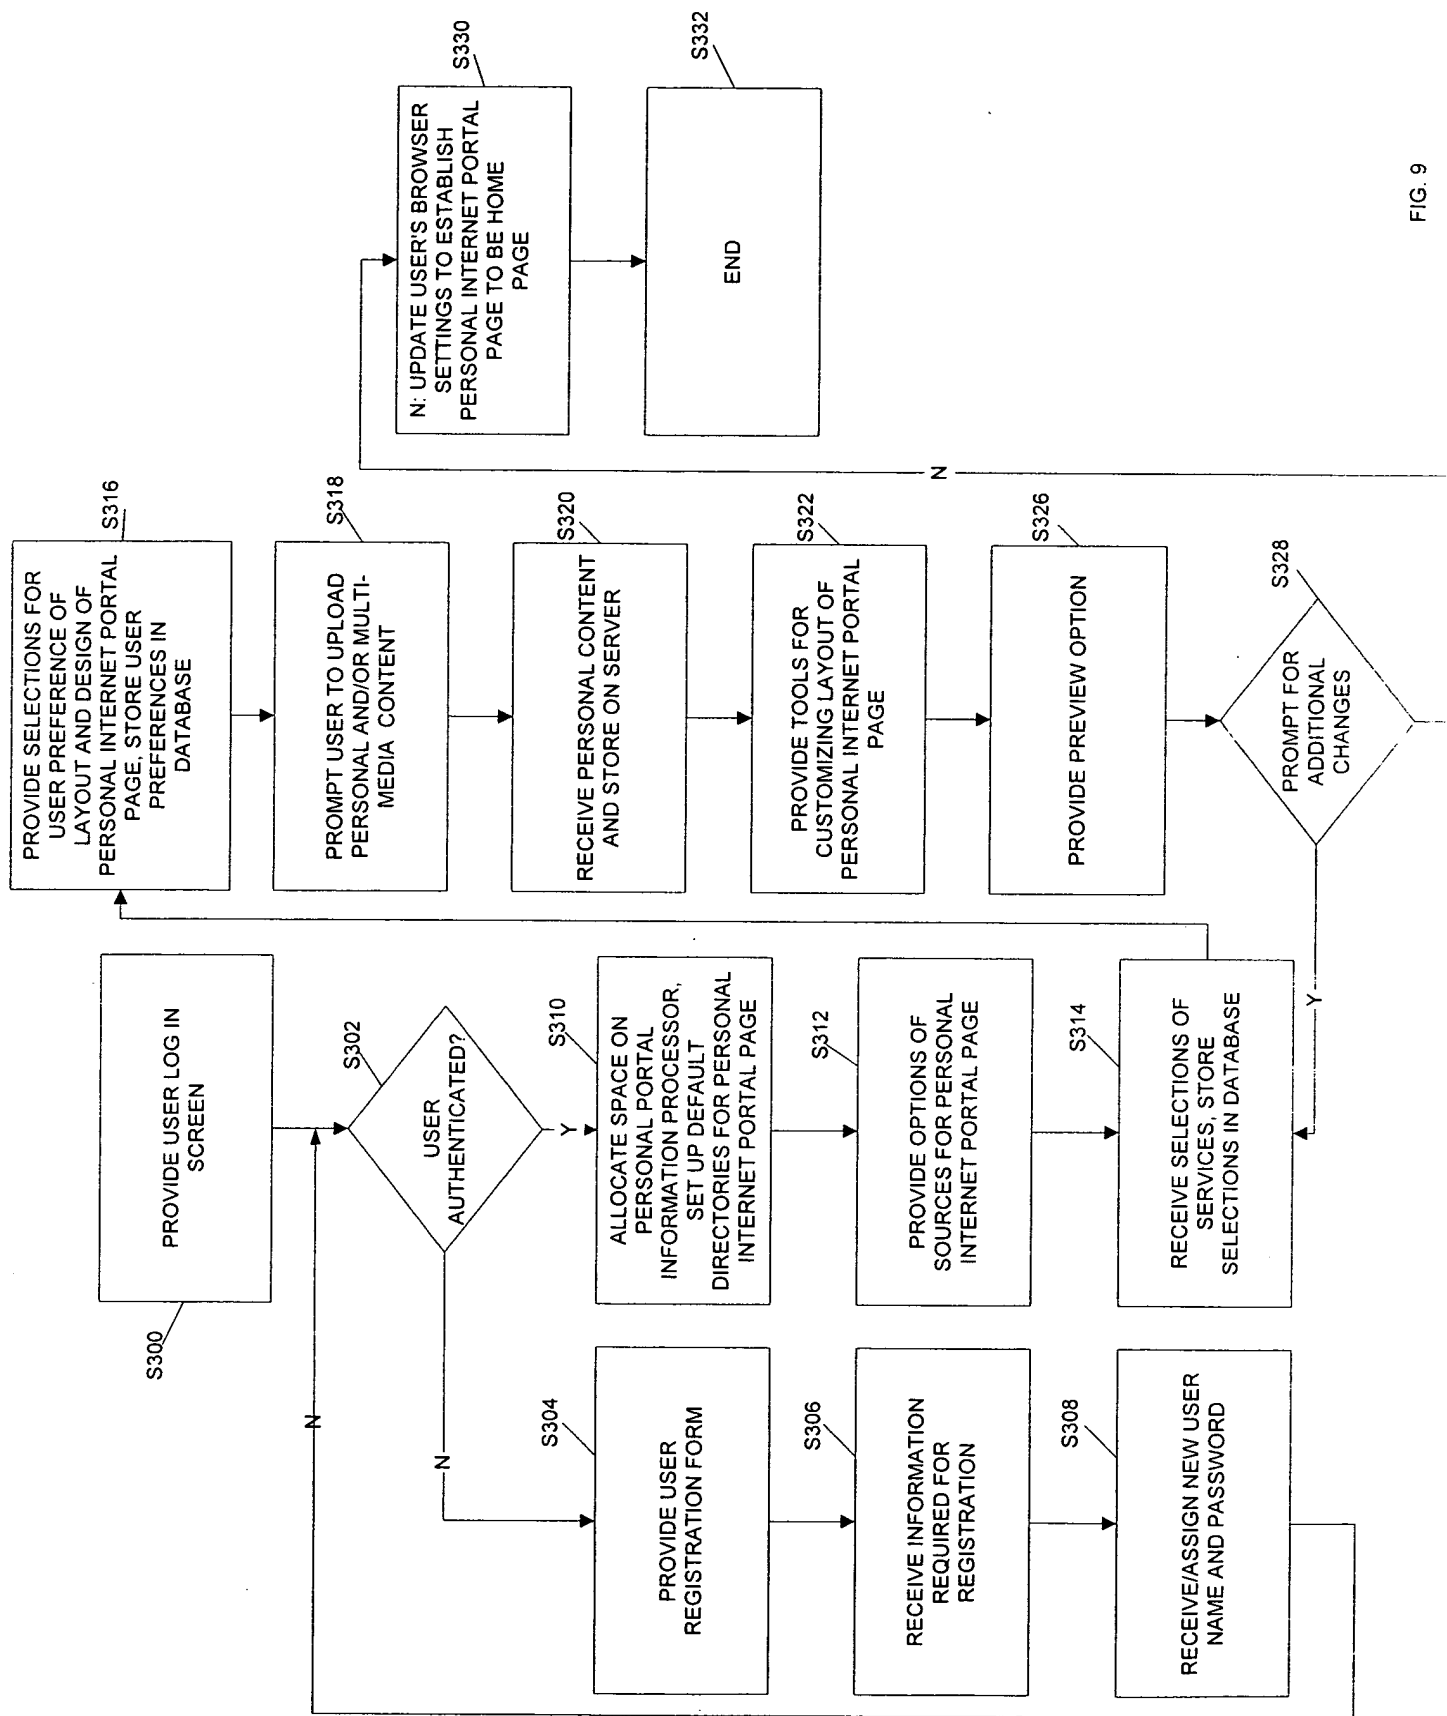 S300
PROVIDE USER LOG IN
SCREEN
N
S302
USER
AUTHENTICATED?
N
Y
S304
PROVIDE USER
REGISTRATION FORM
S306
RECEIVE INFORMATION
REQUIRED FOR
REGISTRATION
S308
RECEIVE/ASSIGN NEW USER
NAME AND PASSWORD
S310
ALLOCATE SPACE ON
PERSONAL PORTAL
INFORMATION PROCESSOR,
SET UP DEFAULT
DIRECTORIES FOR PERSONAL
INTERNET PORTAL PAGE
S312
PROVIDE OPTIONS OF
SOURCES FOR PERSONAL
INTERNET PORTAL PAGE
S314
RECEIVE SELECTIONS OF
SERVICES, STORE
SELECTIONS IN DATABASE
Y
S316
PROVIDE SELECTIONS FOR
USER PREFERENCE OF
LAYOUT AND DESIGN OF
PERSONAL INTERNET PORTAL
PAGE, STORE USER
PREFERENCES IN
DATABASE
S318
PROMPT USER TO UPLOAD
PERSONAL AND/OR MULTI-
MEDIA CONTENT
S320
RECEIVE PERSONAL CONTENT
AND STORE ON SERVER
S322
PROVIDE TOOLS FOR
CUSTOMIZING LAYOUT OF
PERSONAL INTERNET PORTAL
PAGE
S326
PROVIDE PREVIEW OPTION
S328
PROMPT FOR
ADDITIONAL
CHANGES
N
S330
N: UPDATE USER'S BROWSER
SETTINGS TO ESTABLISH
PERSONAL INTERNET PORTAL
PAGE TO BE HOME
PAGE
S332
END
FIG. 9